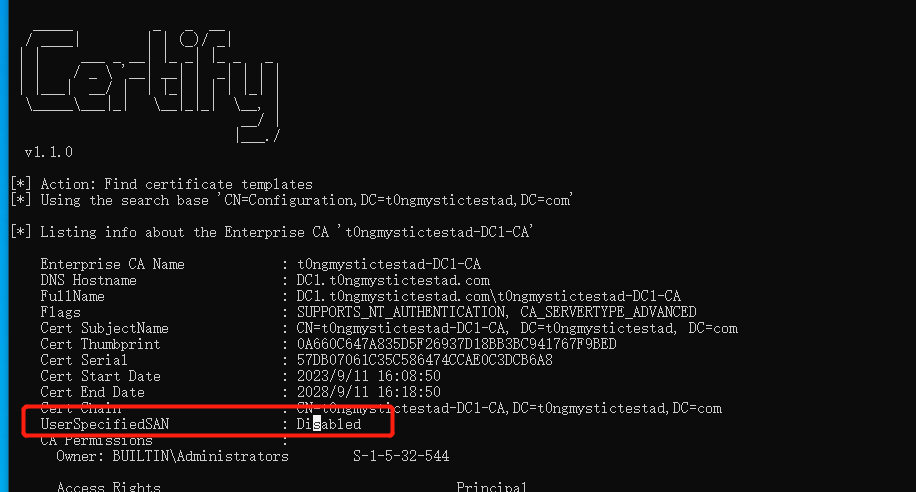 Certify
v1.1.0
[*] Action: Find certificate templates
[*] Using the search base 'CN=Configuration,DC=t0ngmystictestad,DC=com'
[*] Listing info about the Enterprise CA 't0ngmystictestad-DC1-CA'
Enterprise CA Name : t0ngmystictestad-DC1-CA
DNS Hostname : DC1.t0ngmystictestad.com
FullName : DC1.t0ngmystictestad.com\t0ngmystictestad-DC1-CA
Flags : SUPPORTS_NT_AUTHENTICATION, CA_SERVERTYPE_ADVANCED
Cert SubjectName : CN=t0ngmystictestad-DC1-CA, DC=t0ngmystictestad, DC=com
Cert Thumbprint : 0A660C647A835D5F26937D18BB3BC941767F9BED
Cert Serial : 57DB07061C35C586474CCAE0C3DCB6A8
Cert Start Date : 2023/9/11 16:08:50
Cert End Date : 2028/9/11 16:18:50
Cert Chain : CN=t0ngmystictestad-DC1-CA,DC=t0ngmystictestad,DC=com
UserSpecifiedSAN : Disabled
CA Permissions :
Owner: BUILTIN\Administrators S-1-5-32-544
Access Rights Principal